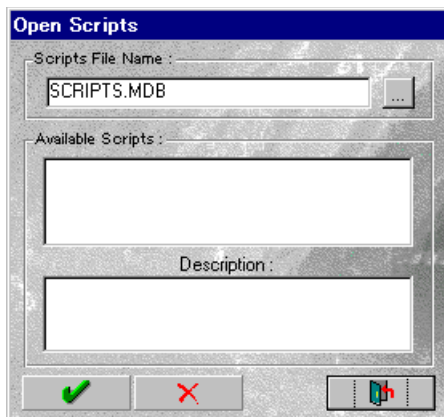 Open Scripts
Scripts File Name :
SCRIPTS.MDB
...
Available Scripts :
Description :